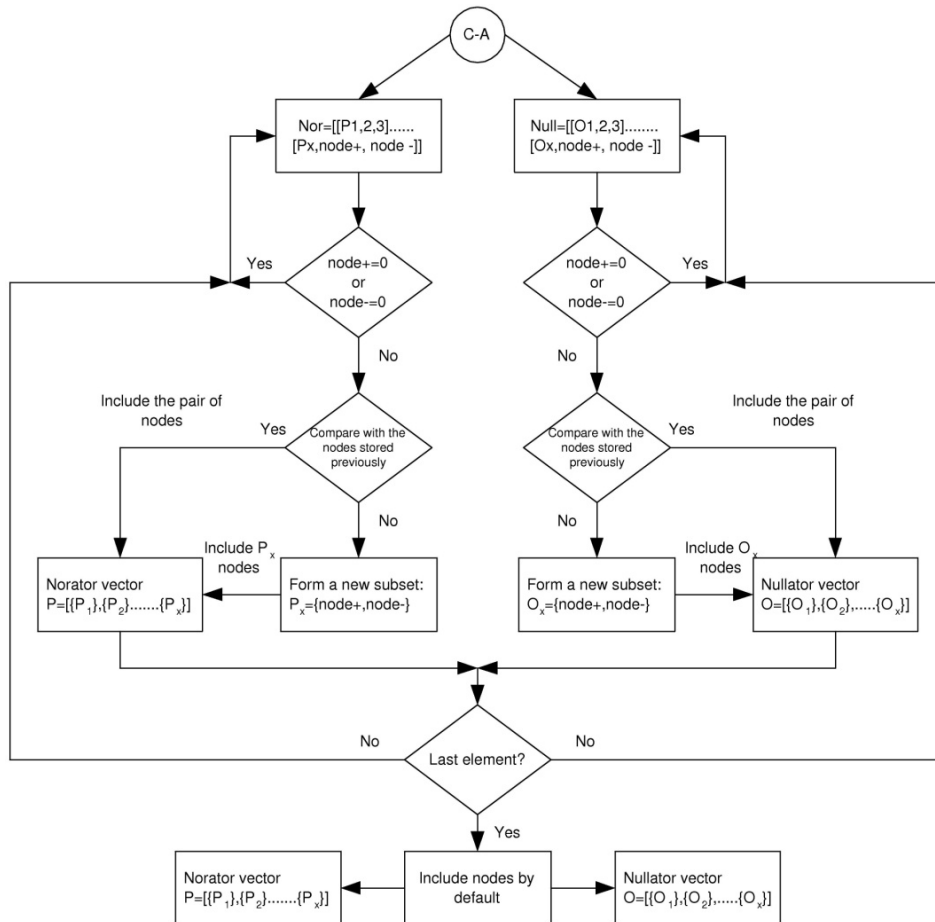 C-A
Nor=[[P1,2,3]......
[Px,node+, node -]]
Null=[[O1,2,3]........
[Ox,node+, node -]]
Yes
node+=0
or
node-=0
node+=0
or
node-=0
Yes
No
No
Include the pair of
nodes
Yes
Compare with the
nodes stored
previously
Compare with the
nodes stored
previously
Yes
Include the pair of
nodes
No
No
Include Px
nodes
Include Ox
nodes
Norator vector
P=[{P1},{P2}.......{Px}]
Form a new subset:
Px={node+,node-}
Form a new subset:
Ox={node+,node-}
Nullator vector
O=[{O1},{O2},.....{Ox}]
No
Last element?
No
Yes
Norator vector
P=[{P1},{P2}.......{Px}]
Include nodes by
default
Nullator vector
O=[{O1},{O2},.....{Ox}]